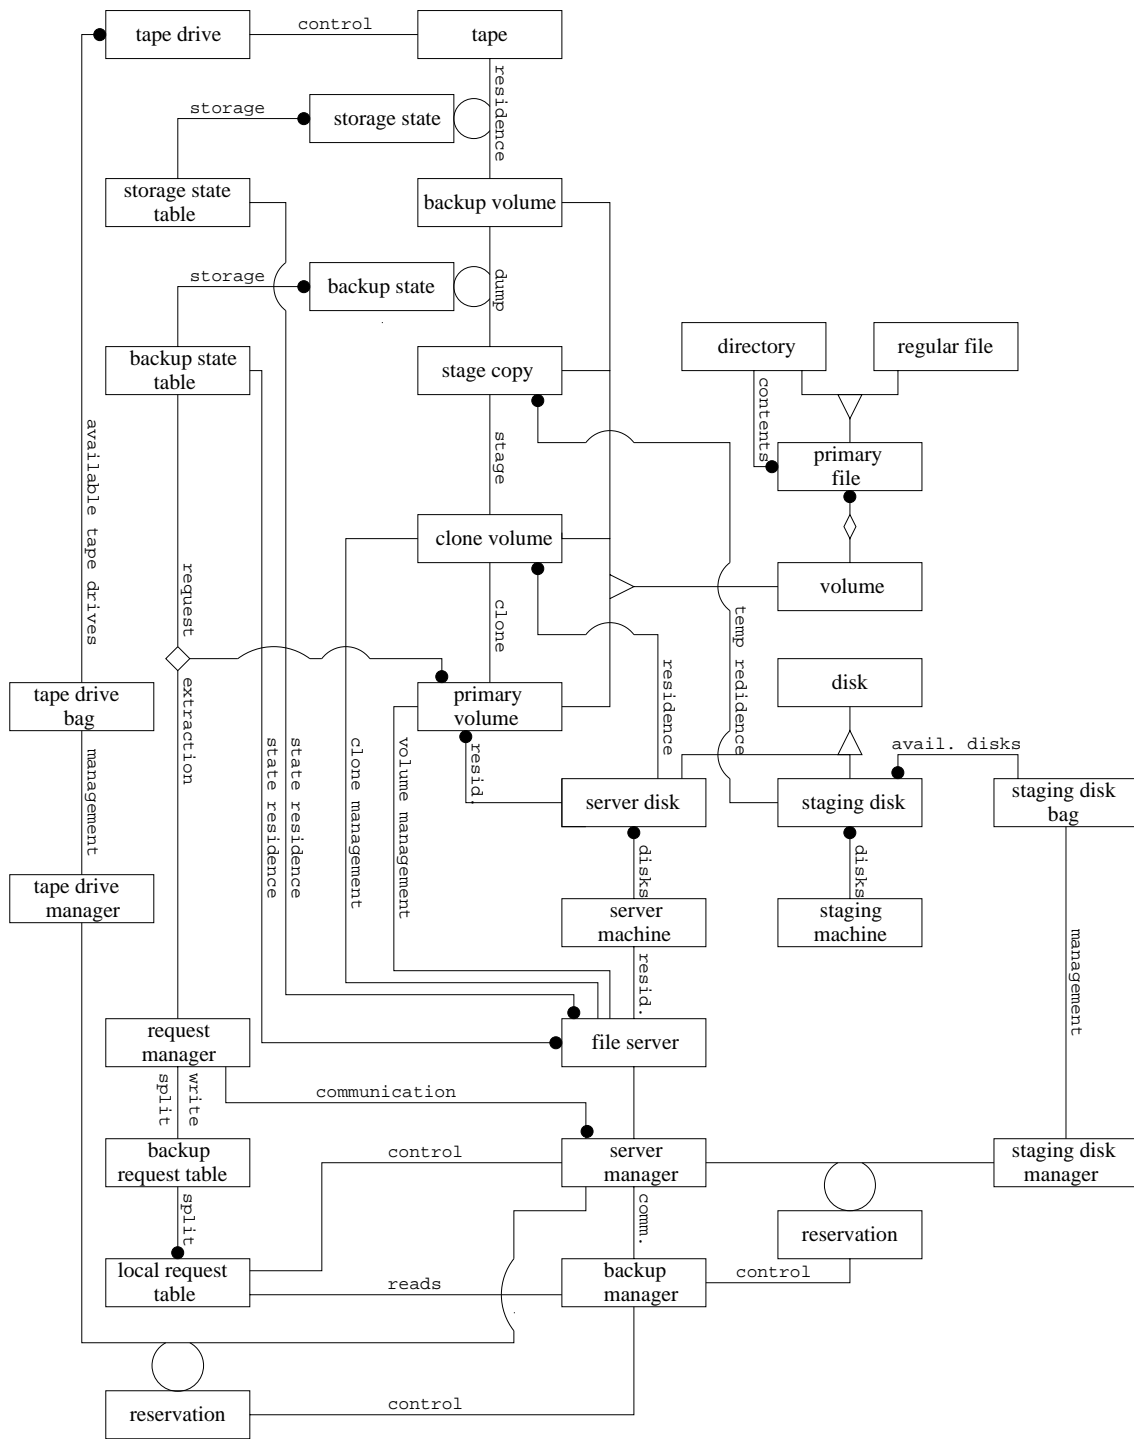 control
tape drive
tape
residence
storage
storage state
storage state
table
backup volume
storage
backup state
dump
directory
regular file
backup state
table
stage copy
contents
available tape drives
stage
primary
file
clone volume
request
volume
clone
temp redidence
tape drive
bag
extraction
primary
volume
residence
disk
management
state residence
state residence
clone management
volume management
resid.
avail. disks
server disk
staging disk
staging disk
bag
disks
disks
tape drive
manager
server
machine
staging
machine
management
resid.
request
manager
file server
split
write
communication
backup
request table
control
server
manager
staging disk
manager
split
comm.
reservation
local request
table
reads
backup
manager
control
reservation
control